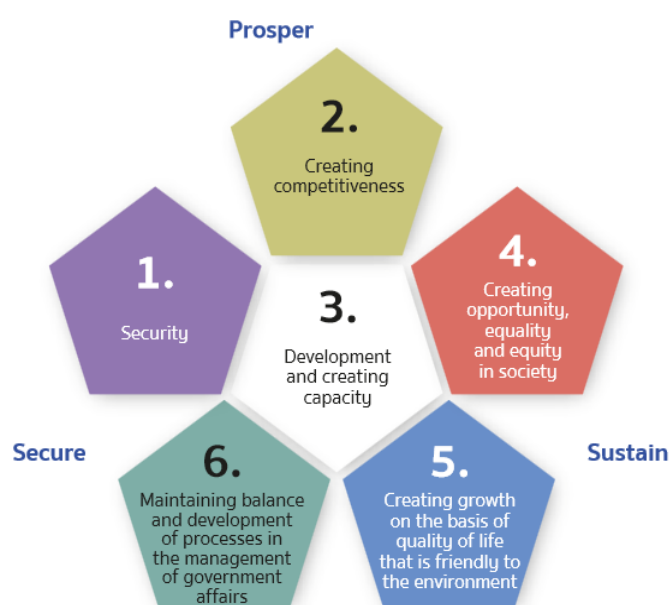 Prosper
2.
Creating
competitiveness
1.
Security
3.
Development
and creating
capacity
4.
Creating
opportunity,
equality
and equity
in society
Secure
Sustain
6.
Maintaining balance
and development
of processes in
the management
of government
affairs
5.
Creating growth
on the basis of
quality of life
that is friendly to
the environment